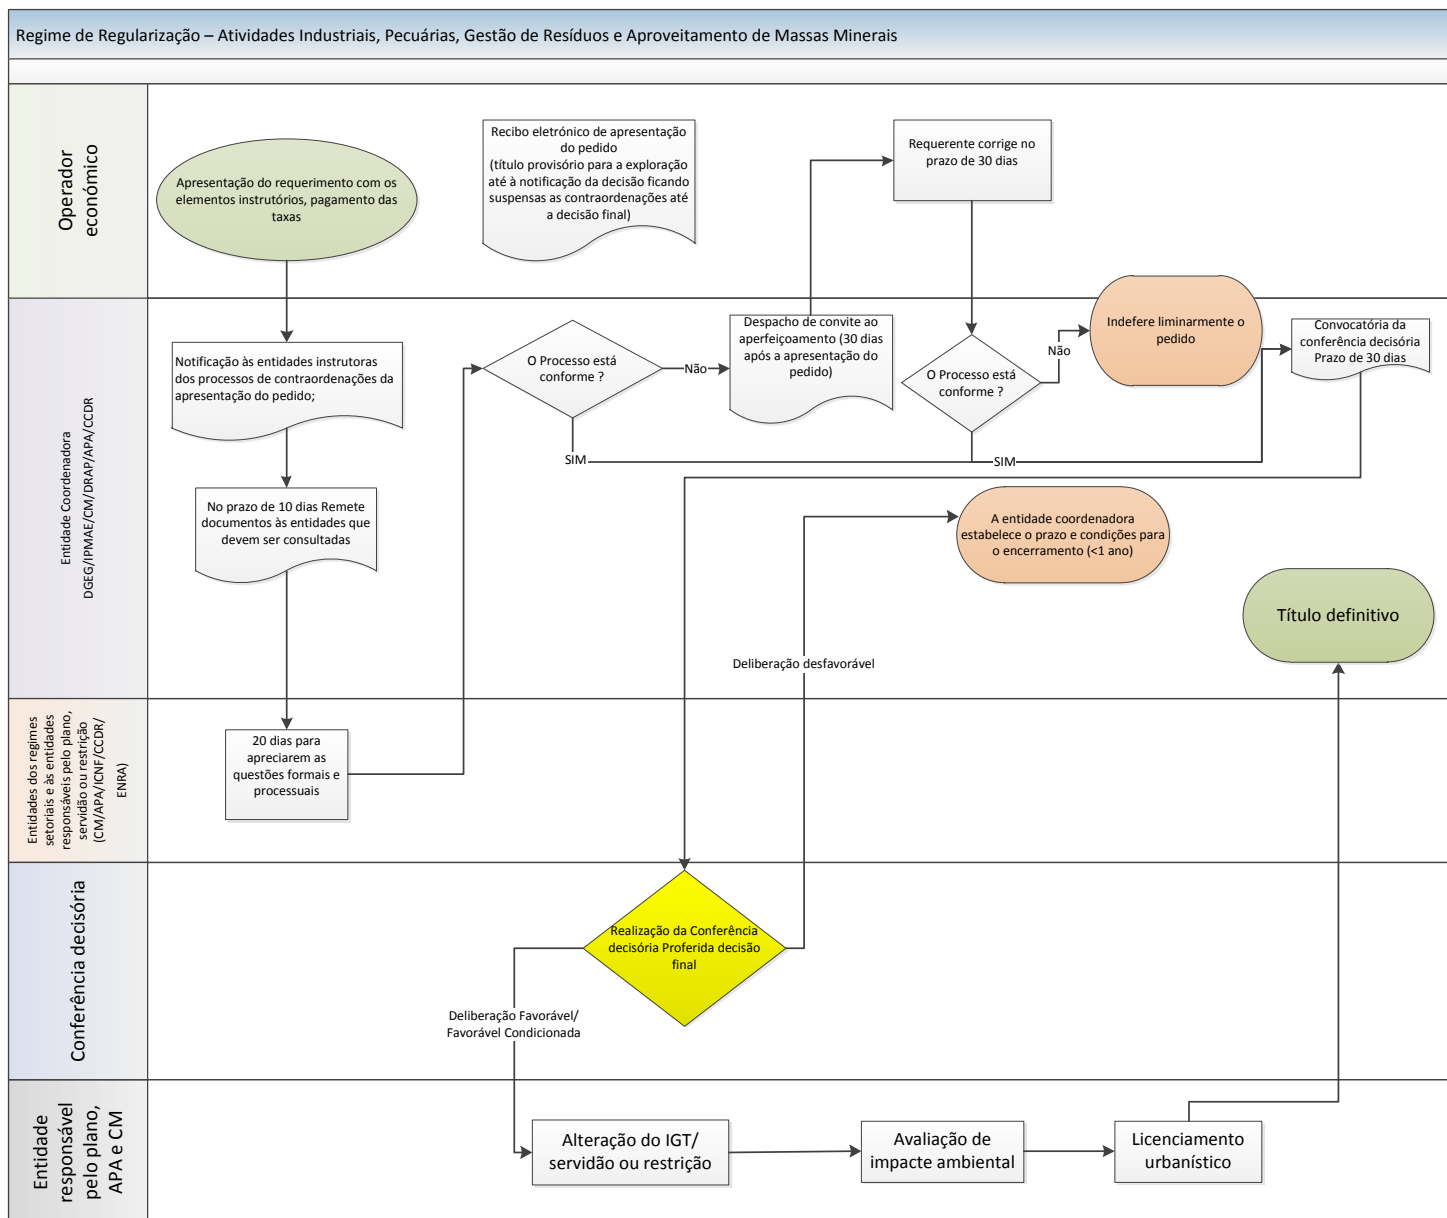 Regime de Regularização – Atividades Industriais, Pecuárias, Gestão de Resíduos e Aproveitamento de Massas Minerais
Operador
económico
Apresentação do requerimento com os
elementos instrutórios, pagamento das
taxas
Recibo eletrónico de apresentação
do pedido
(título provisório para a exploração
até à notificação da decisão ficando
suspensas as contraordenações até
a decisão final)
Requerente corrige no
prazo de 30 dias
Entidade Coordenadora
DGEG/IPMAE/CM/DRAP/APA/CCDR
Notificação às entidades instrutoras
dos processos de contraordenações da
apresentação do pedido;
No prazo de 10 dias Remete
documentos às entidades que
devem ser consultadas
O Processo está
conforme ?
Não
SIM
Despacho de convite ao
aperfeiçoamento (30 dias
após a apresentação do
pedido)
O Processo está
conforme ?
Não
SIM
Indefere liminarmente o
pedido
Convocatória da
conferência decisória
Prazo de 30 dias
A entidade coordenadora
estabelece o prazo e condições para
o encerramento (<1 ano)
Título definitivo
Deliberação desfavorável
Entidades dos regimes
setoriais e às entidades
responsáveis pelo plano,
servidão ou restrição
(CM/APA/ICNF/CCDR/
ENRA)
20 dias para
apreciarem as
questões formais e
processuais
Conferência decisória
Realização da Conferência
decisória Proferida decisão
final
Deliberação Favorável/
Favorável Condicionada
Entidade
responsável
pelo plano,
APA e CM
Alteração do IGT/
servidão ou restrição
Avaliação de
impacte ambiental
Licenciamento
urbanístico